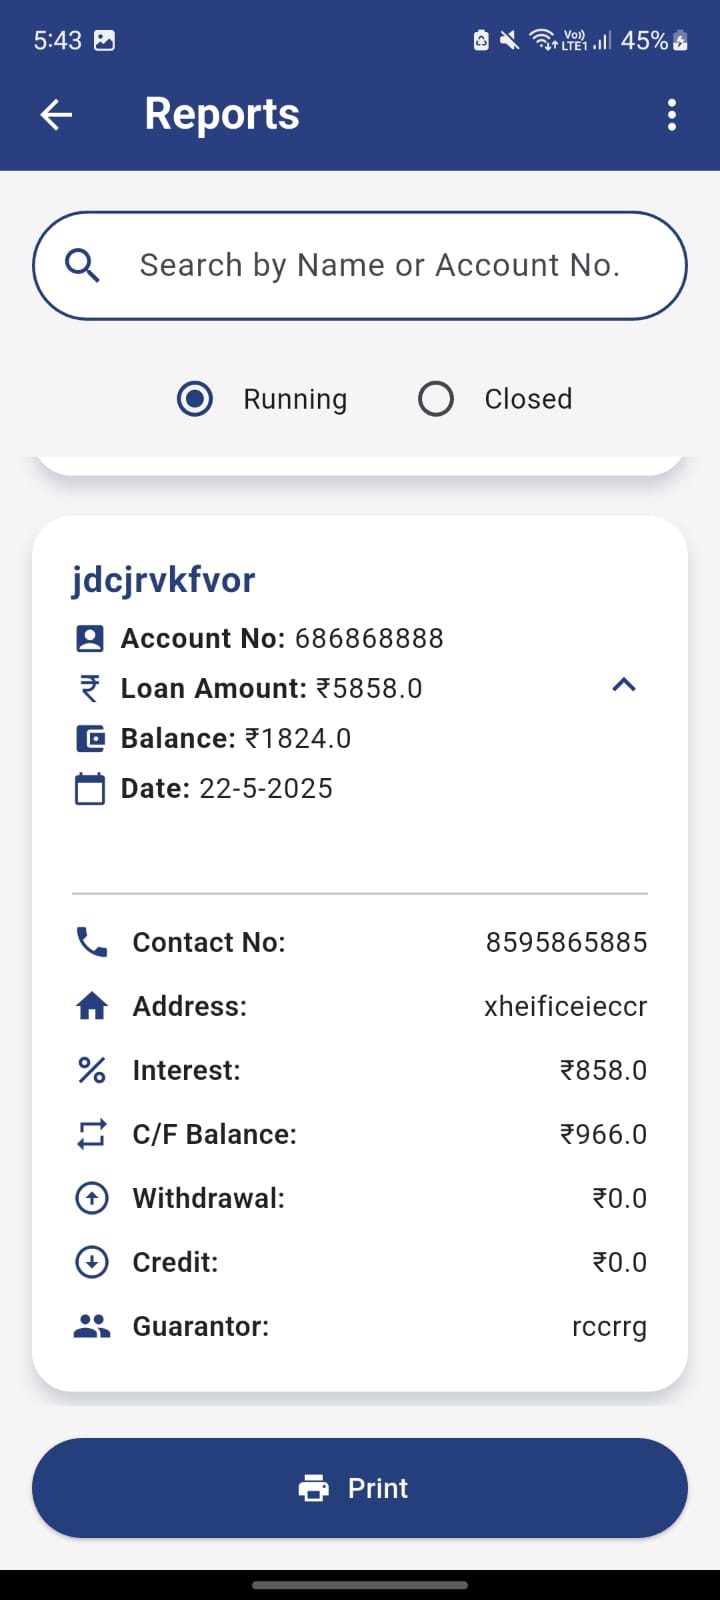 5:43 Vo)) LTE1 45%
Reports
Search by Name or Account No.
Running Closed
jdcjrvkfvor
Account No: 686868888
Loan Amount: ₹5858.0
Balance: ₹1824.0
Date: 22-5-2025
Contact No: 8595865885
Address: xheificeieccr
Interest: ₹858.0
C/F Balance: ₹966.0
Withdrawal: ₹0.0
Credit: ₹0.0
Guarantor: rccrrg
Print